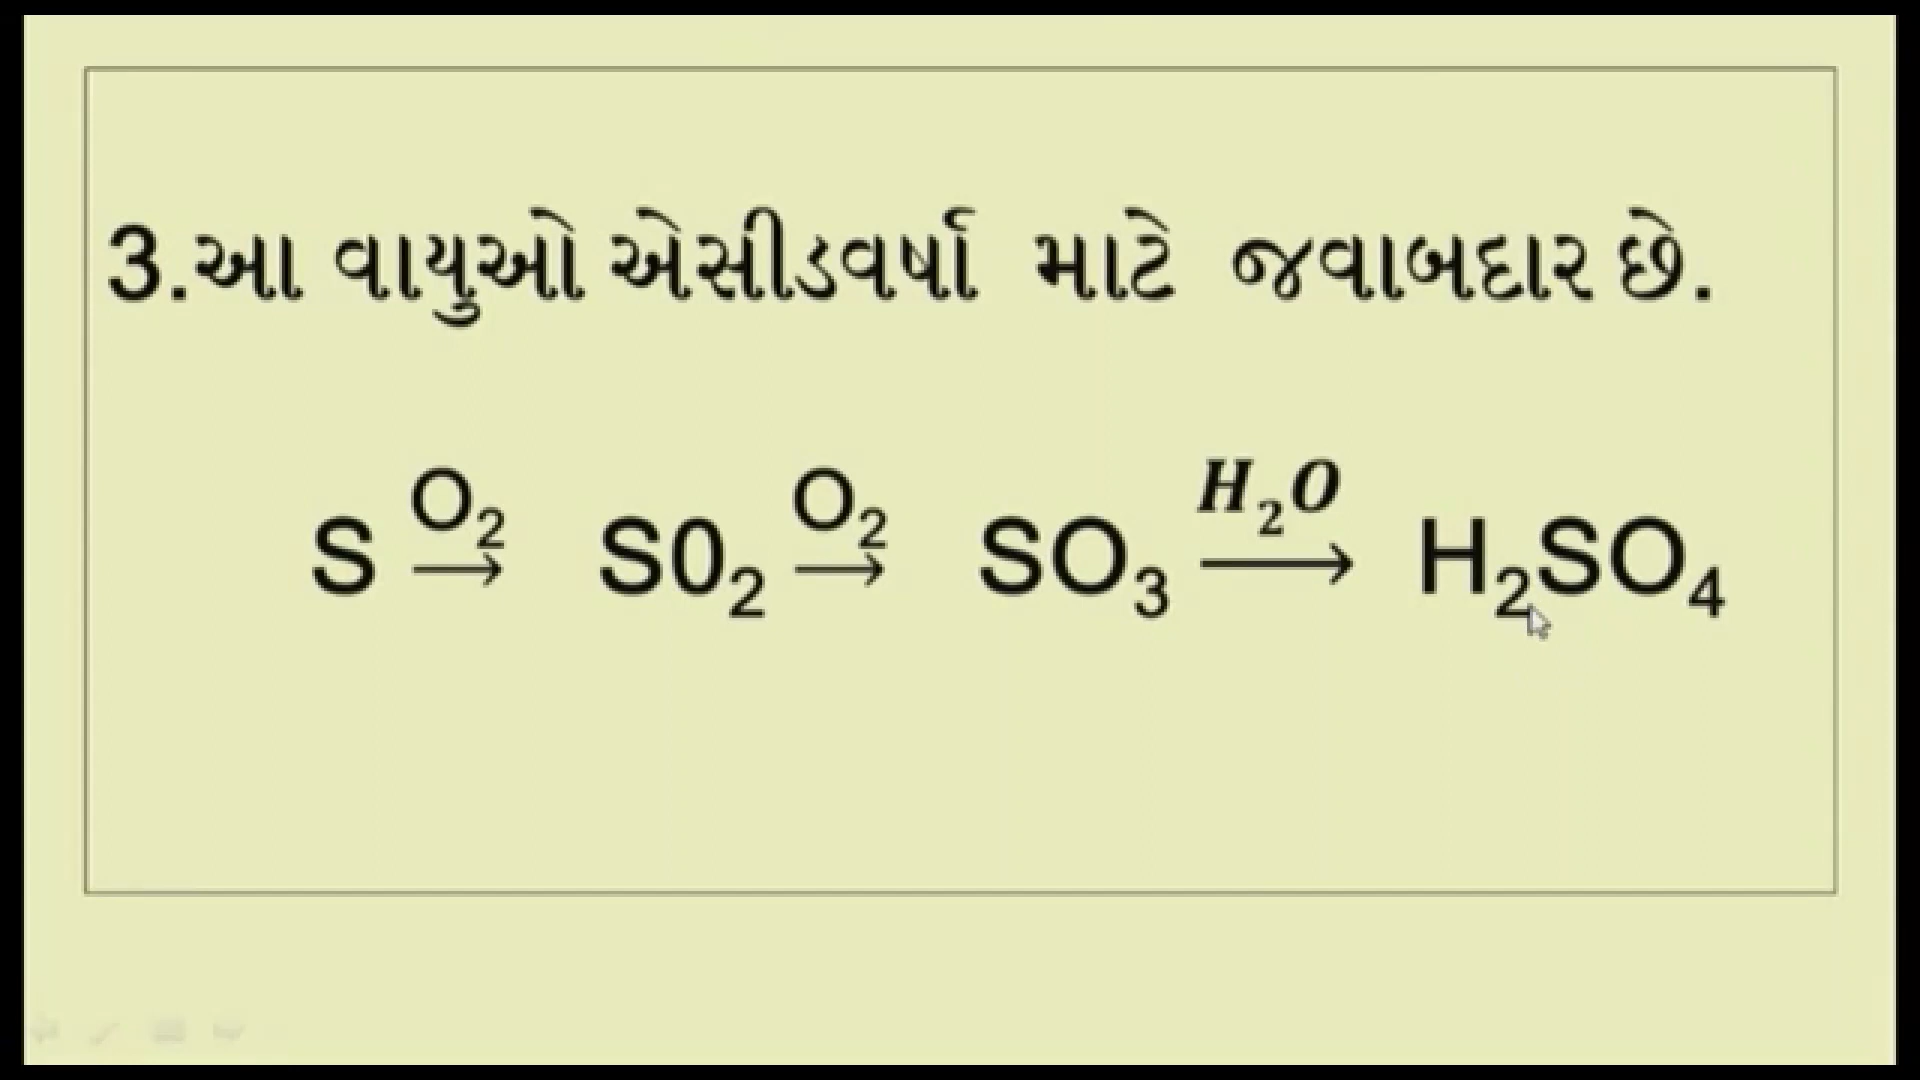 3.આ વાયુઓ એસીડવર્ષા માટે જવાબદાર છે.
S O₂→ S0₂ O₂→ SO₃ H₂O⟶ H₂SO₄